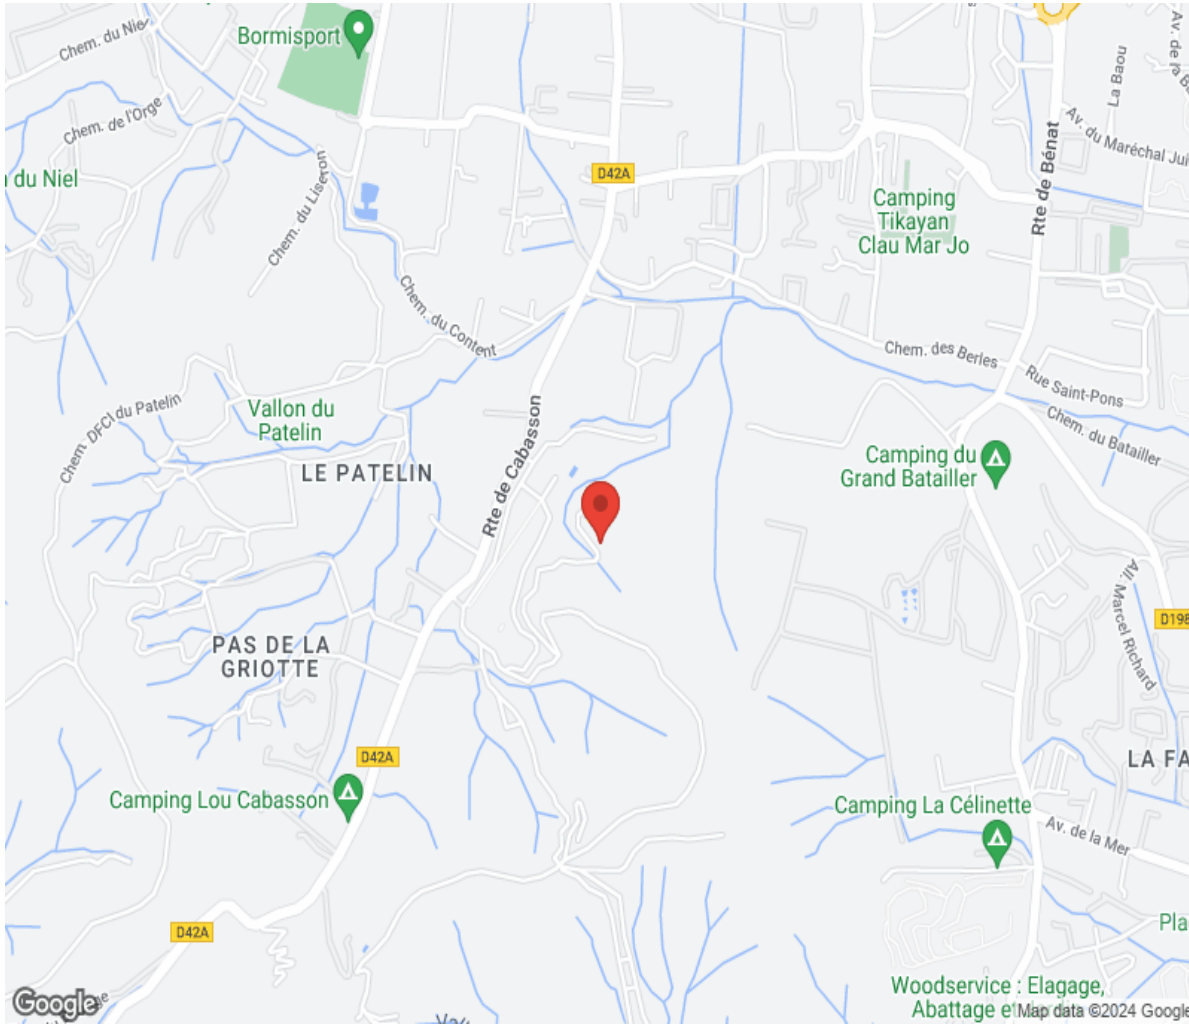 Bormisport
Chem. du Nie
Chem. de l'Orge
du Niel
Chem. du Liseron
D42A
Camping
Tikayan
Clau Mar Jo
La Baou
Av. du Maréchal Jui
Rte de Bénat
Chem. du Content
Chem. des Berles
Rue Saint-Pons
Chem. du Batailler
Chem. DFCI du Patelin
Vallon du
Patelin
LE PATELIN
Rte de Cabasson
Camping du
Grand Batailler
All. Marcel Richard
D198
PAS DE LA
GRIOTTE
D42A
LA FA
Camping Lou Cabasson
Camping La Célinette
Av. de la Mer
D42A
Pla
Woodservice : Elagage,
Abattage et
Google
Map data ©2024 Google